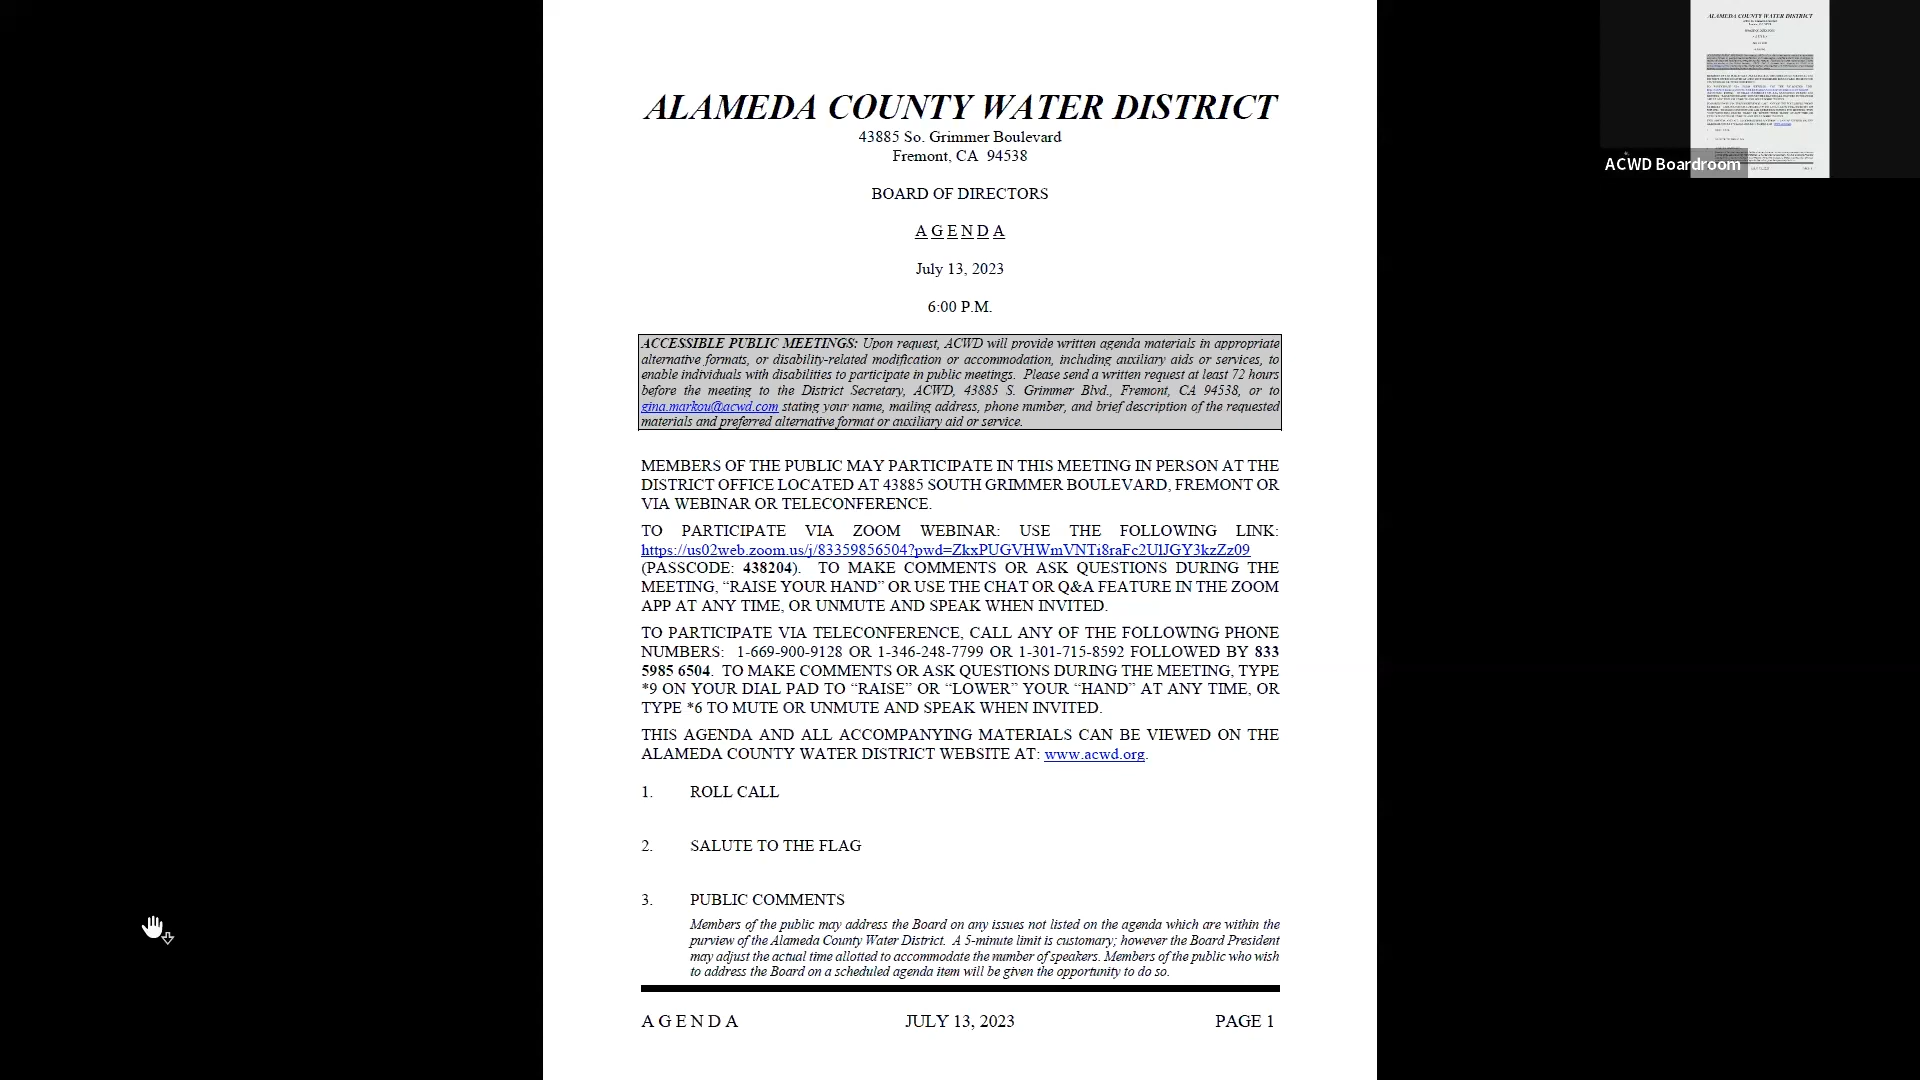 ALAMEDA COUNTY WATER DISTRICT
43885 So. Grimmer Boulevard
Fremont, CA  94538
BOARD OF DIRECTORS
A G E N D A
July 13, 2023
6:00 P.M.
ACCESSIBLE PUBLIC MEETINGS: Upon request, ACWD will provide written agenda materials in appropriate
alternative formats, or disability-related modification or accommodation, including auxiliary aids or services, to
enable individuals with disabilities to participate in public meetings.  Please send a written request at least 72 hours
before the meeting to the District Secretary, ACWD, 43885 S. Grimmer Blvd., Fremont, CA 94538, or to
gina.markou@acwd.com stating your name, mailing address, phone number, and brief description of the requested
materials and preferred alternative format or auxiliary aid or service.
MEMBERS OF THE PUBLIC MAY PARTICIPATE IN THIS MEETING IN PERSON AT THE
DISTRICT OFFICE LOCATED AT 43885 SOUTH GRIMMER BOULEVARD, FREMONT OR
VIA WEBINAR OR TELECONFERENCE.
TO PARTICIPATE VIA ZOOM WEBINAR: USE THE FOLLOWING LINK:
https://us02web.zoom.us/j/83359856504?pwd=ZkxPUGVHWmVNTi8raFc2UlJGY3kzZz09
(PASSCODE: 438204).  TO MAKE COMMENTS OR ASK QUESTIONS DURING THE
MEETING, “RAISE YOUR HAND” OR USE THE CHAT OR Q&A FEATURE IN THE ZOOM
APP AT ANY TIME, OR UNMUTE AND SPEAK WHEN INVITED.
TO PARTICIPATE VIA TELECONFERENCE, CALL ANY OF THE FOLLOWING PHONE
NUMBERS:  1-669-900-9128 OR 1-346-248-7799 OR 1-301-715-8592 FOLLOWED BY 833
5985 6504.  TO MAKE COMMENTS OR ASK QUESTIONS DURING THE MEETING, TYPE
*9 ON YOUR DIAL PAD TO “RAISE” OR “LOWER” YOUR “HAND” AT ANY TIME, OR
TYPE *6 TO MUTE OR UNMUTE AND SPEAK WHEN INVITED.
THIS AGENDA AND ALL ACCOMPANYING MATERIALS CAN BE VIEWED ON THE
ALAMEDA COUNTY WATER DISTRICT WEBSITE AT: www.acwd.org.
1. ROLL CALL
2. SALUTE TO THE FLAG
3. PUBLIC COMMENTS
Members of the public may address the Board on any issues not listed on the agenda which are within the
purview of the Alameda County Water District.  A 5-minute limit is customary; however the Board President
may adjust the actual time allotted to accommodate the number of speakers. Members of the public who wish
to address the Board on a scheduled agenda item will be given the opportunity to do so.
A G E N D A JULY 13, 2023 PAGE 1
ALAMEDA COUNTY WATER DISTRICT
ACWD Boardroom